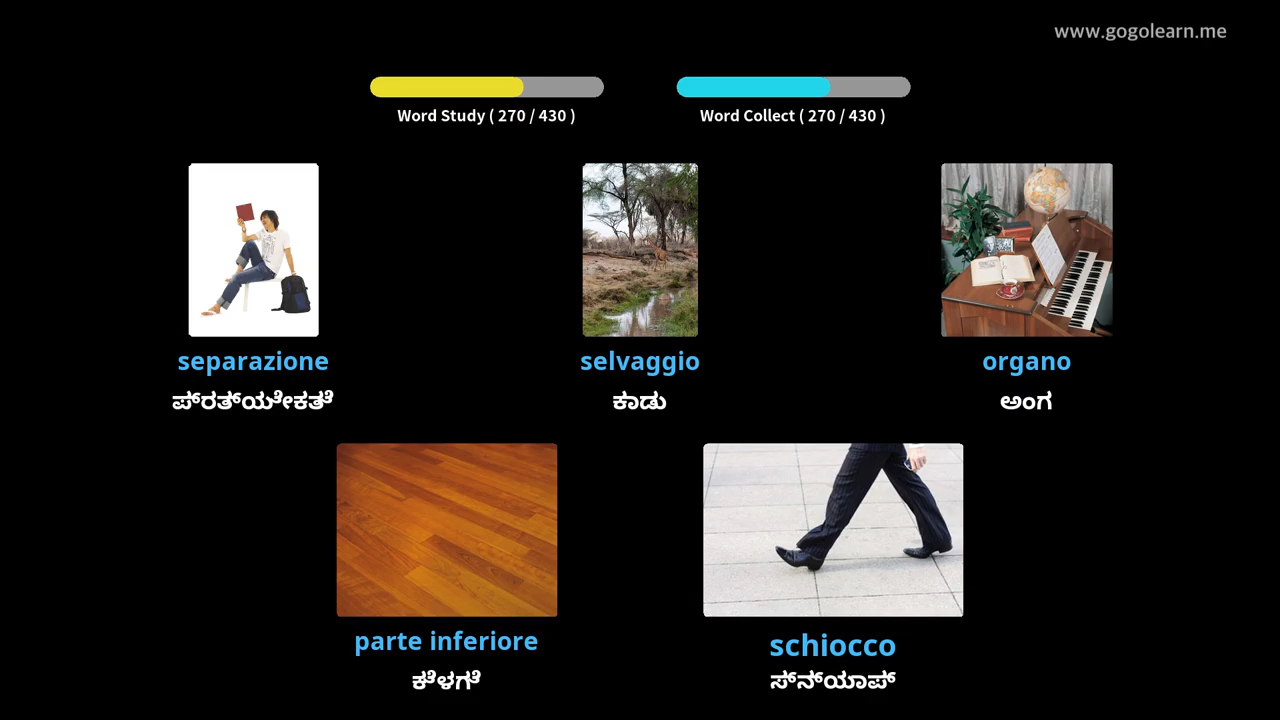 www.gogolearn.me
Word Study ( 270 / 430 )
Word Collect ( 270 / 430 )
separazione
ಪ್ರತ್ಯೇಕತೆ
selvaggio
ಕಾಡು
organo
ಅಂಗ
parte inferiore
ಕೆಳಗೆ
schiocco
ಸ್ನ್ಯಾಪ್